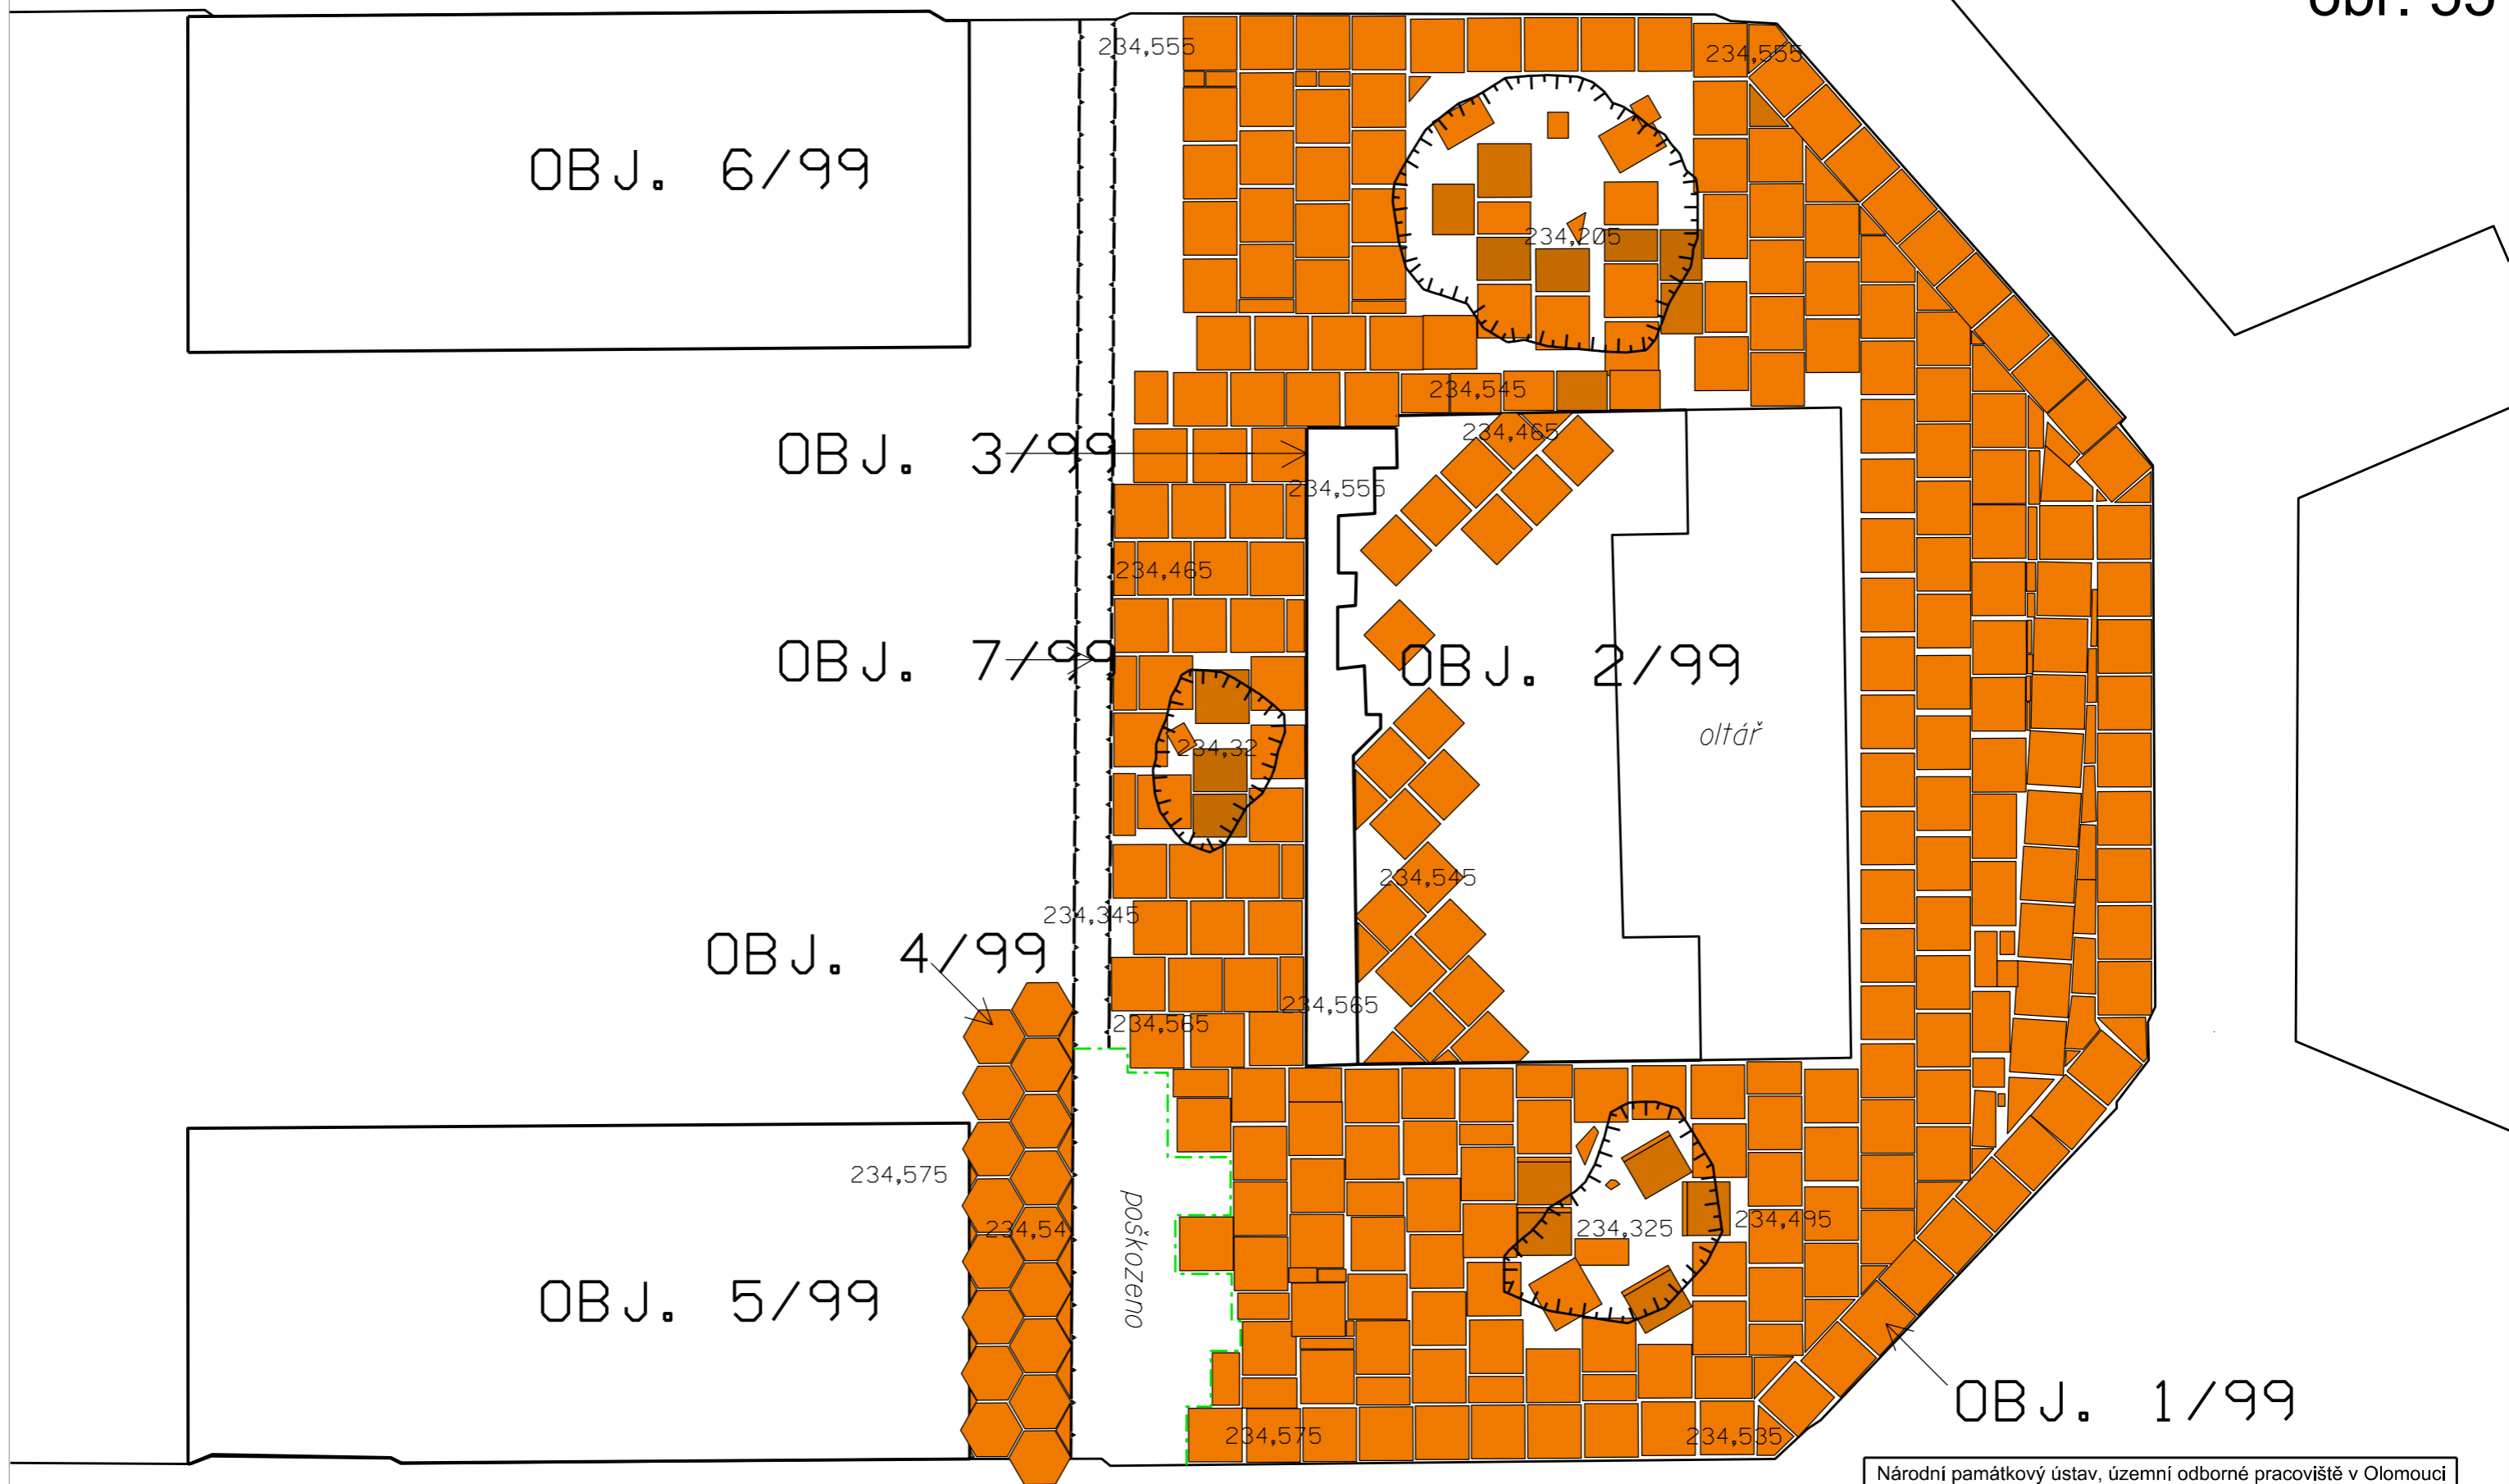 obr. 55
234,555
234,555
OBJ. 6/99
234,205
234,545
234,465
OBJ. 3/99
234,555
234,465
OBJ. 7/99
OBJ. 2/99
oltář
234,32
234,545
234,345
OBJ. 4/99
234,565
234,565
234,575
poškozeno
234,54
234,325
234,495
OBJ. 5/99
OBJ. 1/99
234,575
234,535
Národní památkový ústav, územní odborné pracoviště v Olomouci